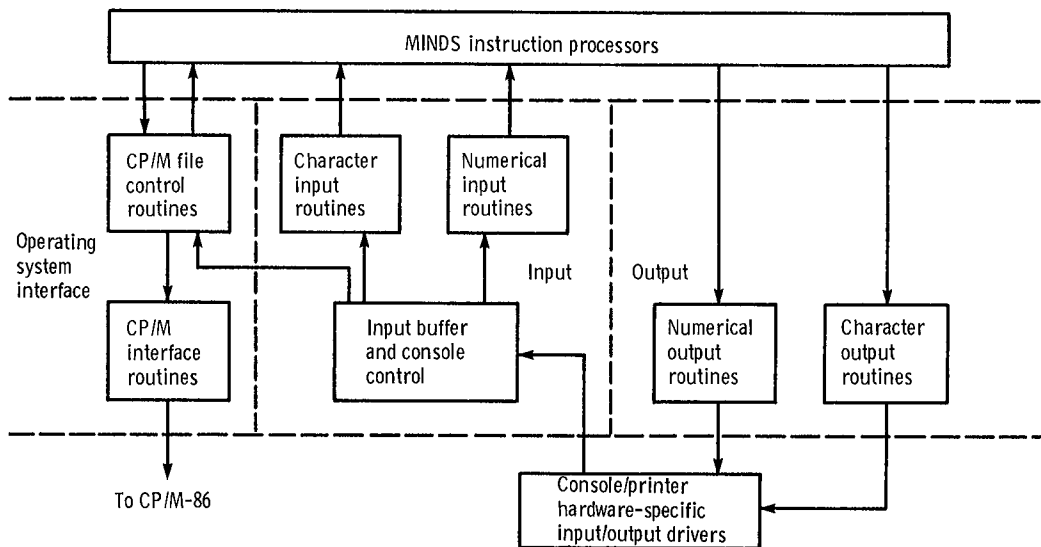 MINDS instruction processors
CP/M file
control
routines
Character
input
routines
Numerical
input
routines
Operating
system
interface
Input
Output
CP/M
interface
routines
Input buffer
and console
control
Numerical
output
routines
Character
output
routines
To CP/M-86
Console/printer
hardware-specific
input/output drivers